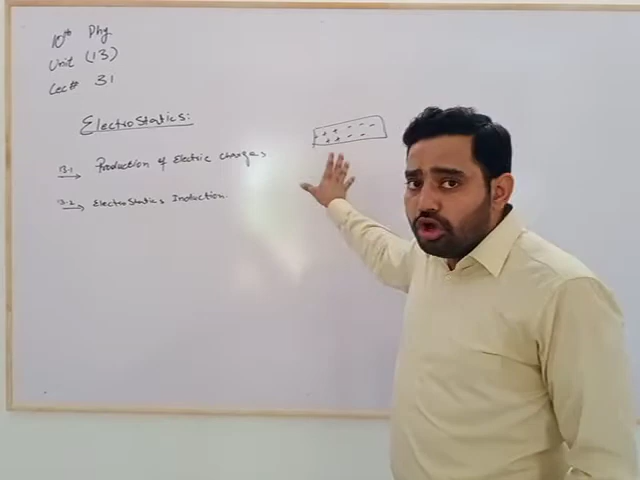 10th Phy
Unit (13)
Lec# 31
ElectroStatics:
13.1 → Production of Electric charges
13.2 → ElectroStatics Induction
+ + + - - -
+ + + - -